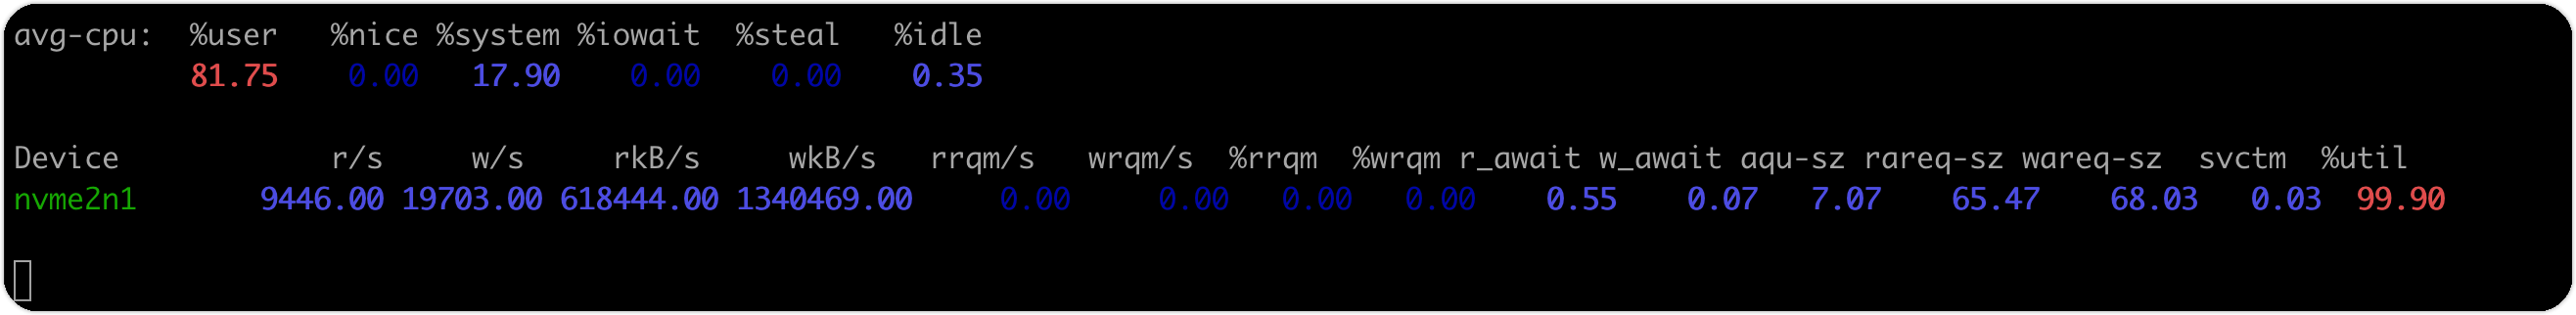 avg-cpu: %user %nice %system %iowait %steal %idle
81.75 0.00 17.90 0.00 0.00 0.35
Device r/s w/s rkB/s wkB/s rrqm/s wrqm/s %rrqm %wrqm r_await w_await aqu-sz rareq-sz wareq-sz svctm %util
nvme2n1 9446.00 19703.00 618444.00 1340469.00 0.00 0.00 0.00 0.00 0.55 0.07 7.07 65.47 68.03 0.03 99.90